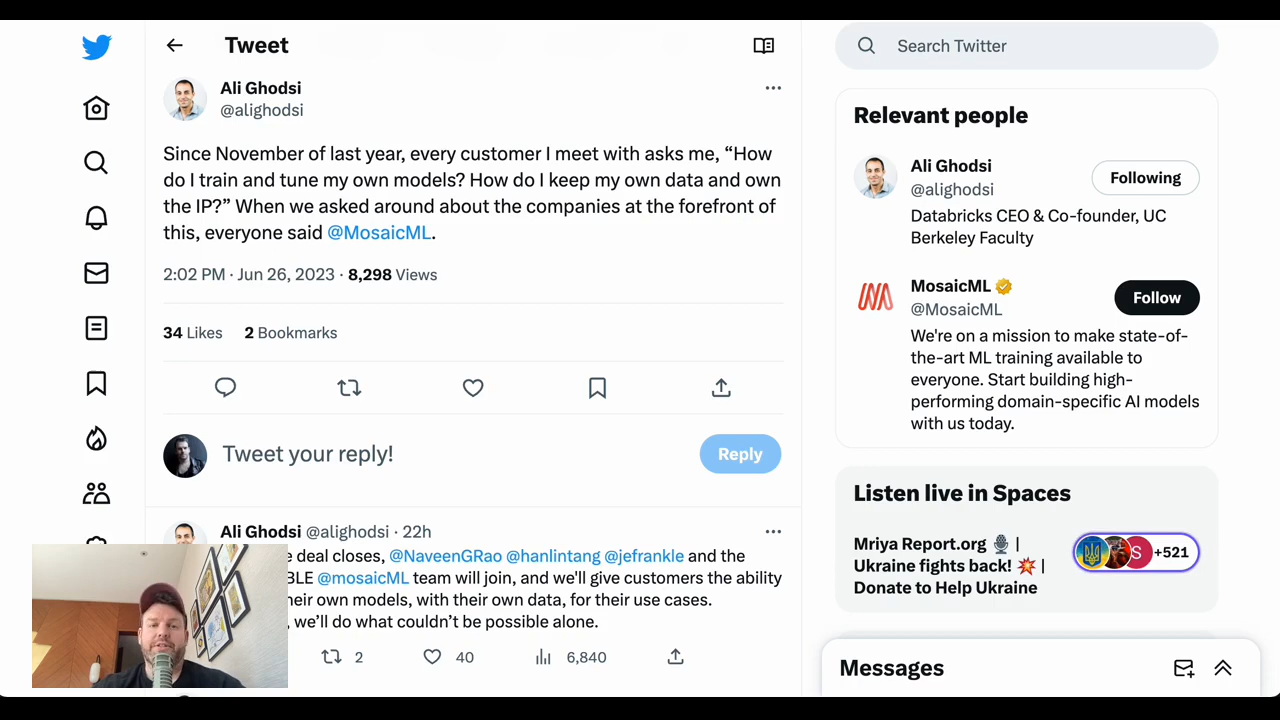 Tweet
Ali Ghodsi
@alighodsi
Since November of last year, every customer I meet with asks me, “How
do I train and tune my own models? How do I keep my own data and own
the IP?” When we asked around about the companies at the forefront of
this, everyone said @MosaicML.
2:02 PM · Jun 26, 2023 · 8,298 Views
34 Likes 2 Bookmarks
Tweet your reply!
Reply
Ali Ghodsi @alighodsi · 22h
e deal closes, @NaveenGRao @hanlintang @jefrankle and the
BLE @mosaicML team will join, and we'll give customers the ability
heir own models, with their own data, for their use cases.
, we’ll do what couldn’t be possible alone.
2 40 6,840
Search Twitter
Relevant people
Ali Ghodsi
@alighodsi
Following
Databricks CEO & Co-founder, UC
Berkeley Faculty
MosaicML
@MosaicML
Follow
We're on a mission to make state-of-
the-art ML training available to
everyone. Start building high-
performing domain-specific AI models
with us today.
Listen live in Spaces
Mriya Report.org 🎙️ |
Ukraine fights back! 💥 |
Donate to Help Ukraine
S +521
Messages